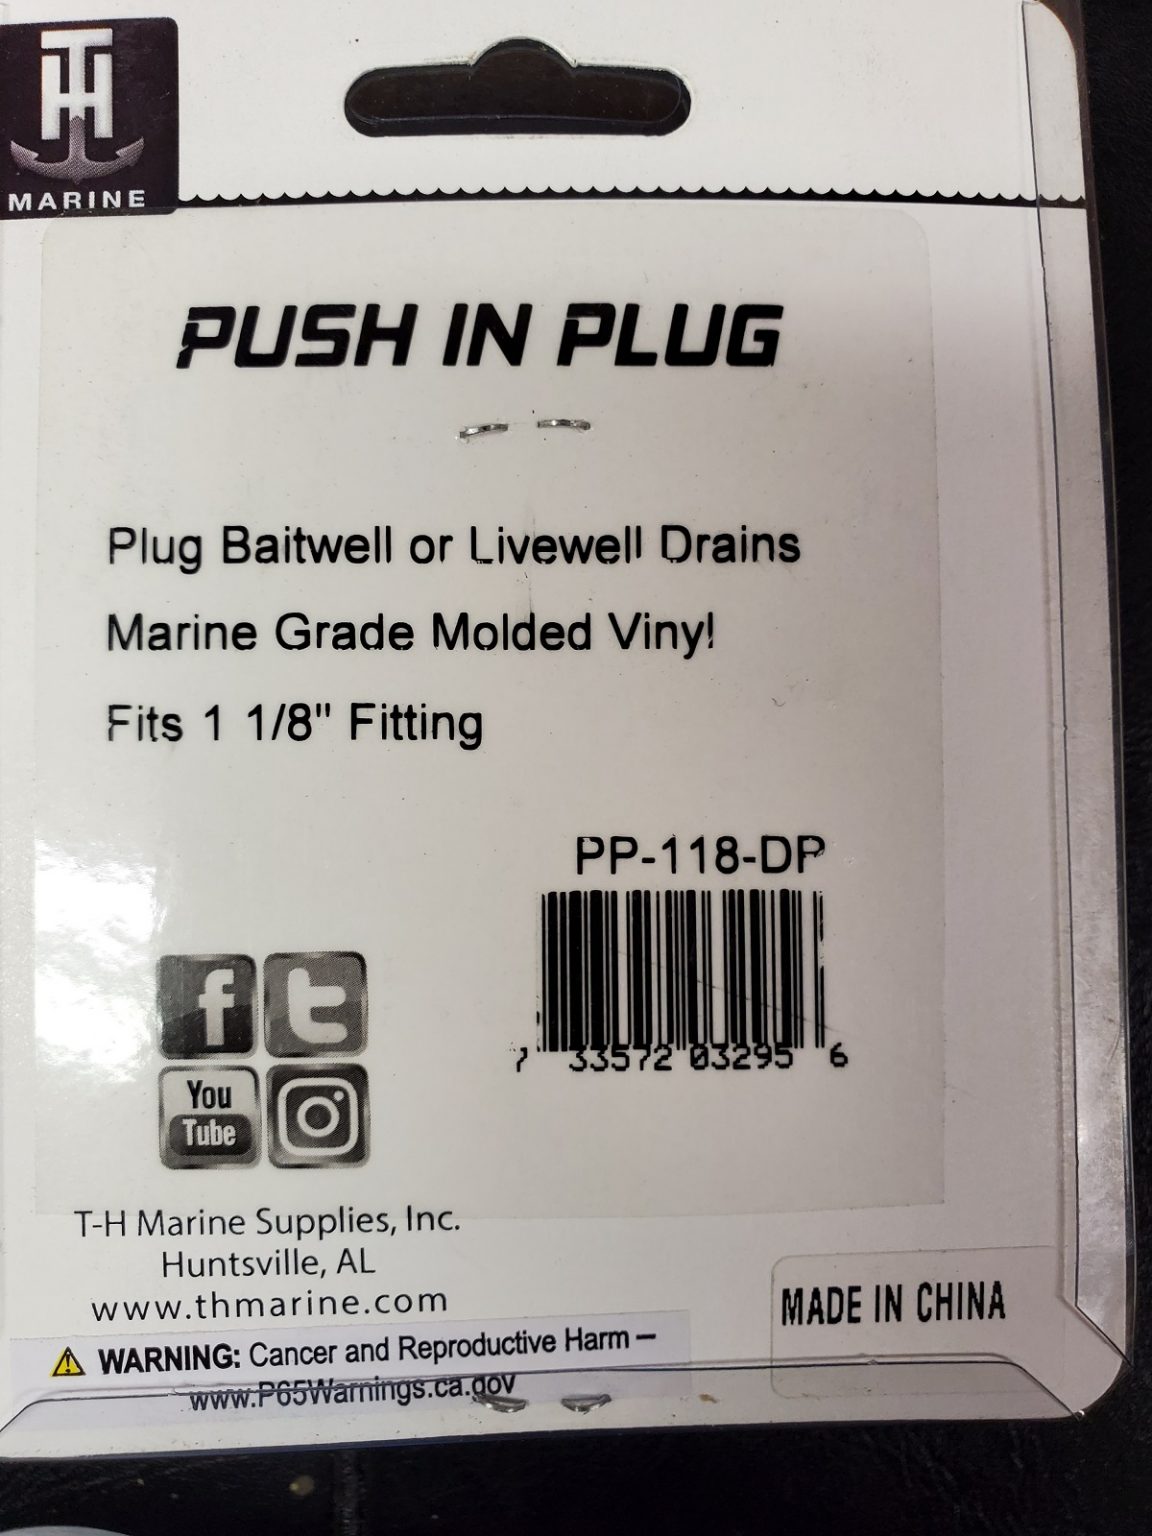 TH
MARINE
PUSH IN PLUG
Plug Baitwell or Livewell Drains
Marine Grade Molded Vinyl
Fits 1 1/8" Fitting
PP-118-DP
7 33572 03295 6
f t
You
Tube
T-H Marine Supplies, Inc.
Huntsville, AL
www.thmarine.com
MADE IN CHINA
WARNING: Cancer and Reproductive Harm –
www.P65Warnings.ca.gov